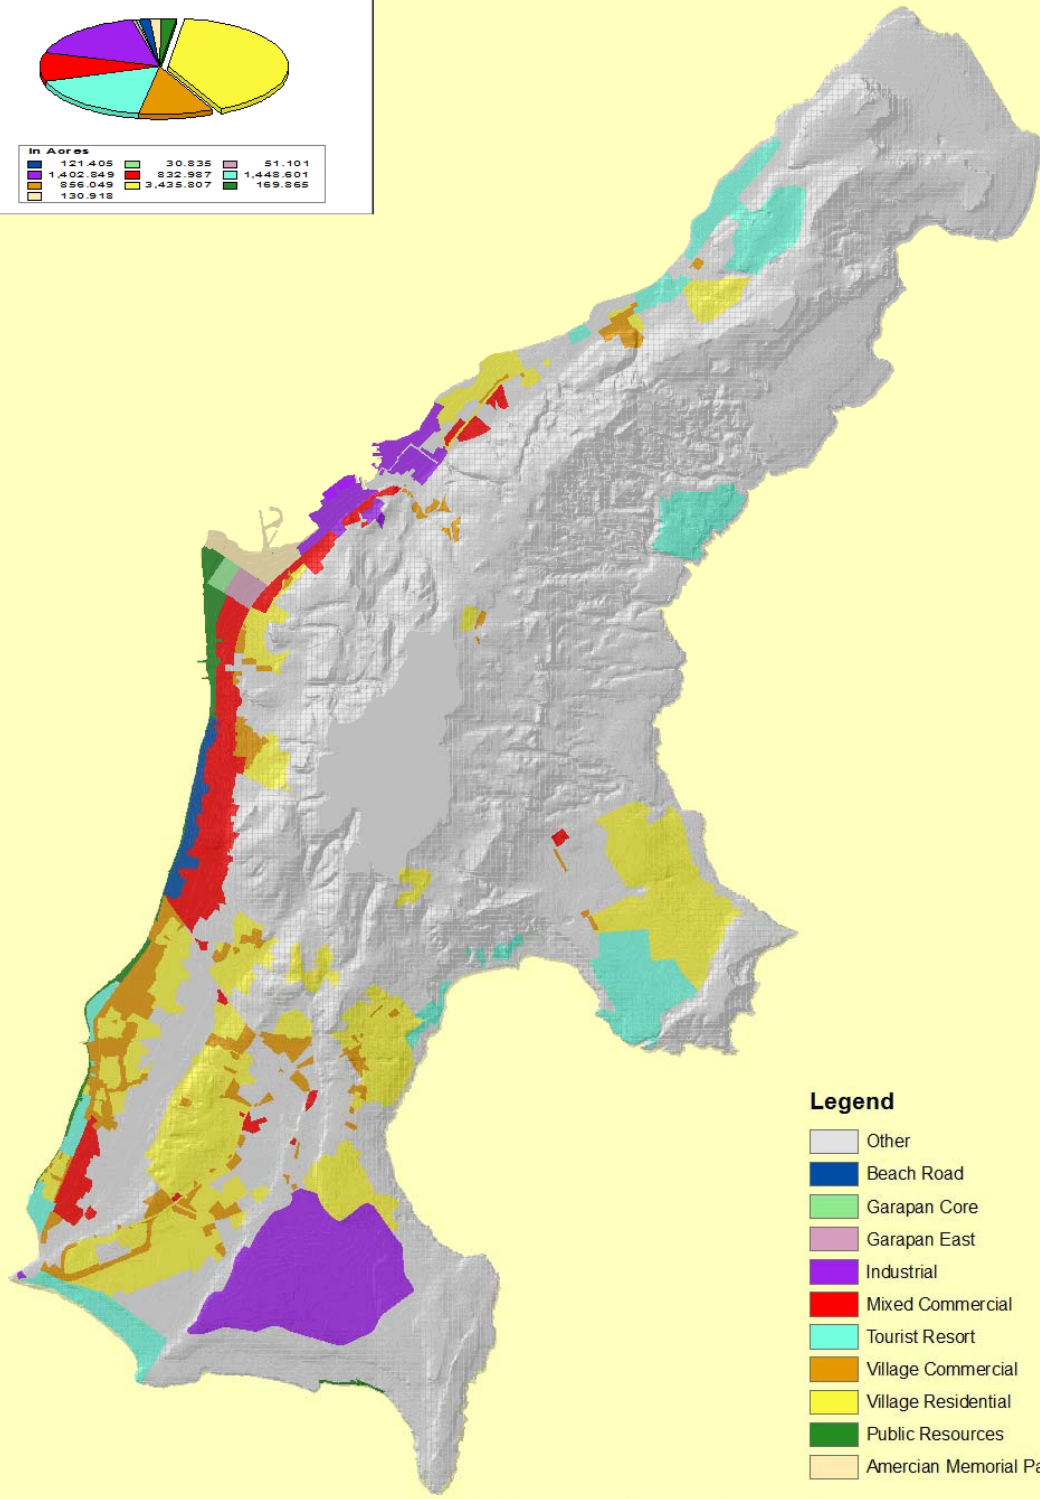 In Acres
121.405 30.835 51.101
1,402.849 832.987 1,448.601
856.049 3,435.807 169.865
130.918
Legend
Other
Beach Road
Garapan Core
Garapan East
Industrial
Mixed Commercial
Tourist Resort
Village Commercial
Village Residential
Public Resources
Amercian Memorial Pa